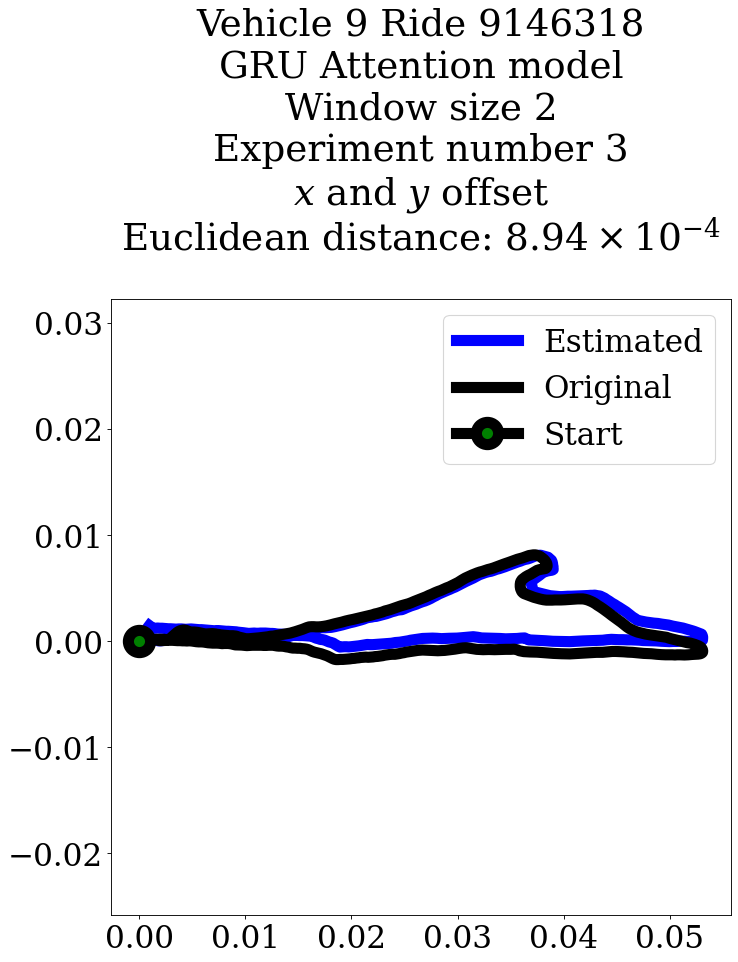 Vehicle 9 Ride 9146318
GRU Attention model
Window size 2
Experiment number 3
x and y offset
Euclidean distance: 8.94 × 10⁻⁴
Estimated
Original
Start
0.03
0.02
0.01
0.00
−0.01
−0.02
0.00 0.01 0.02 0.03 0.04 0.05